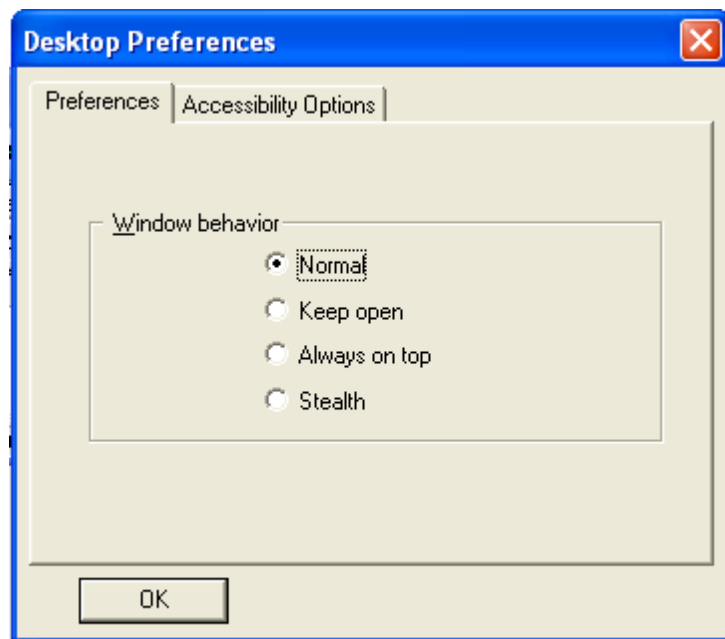 Desktop Preferences
Preferences Accessibility Options
Window behavior
Normal
Keep open
Always on top
Stealth
OK